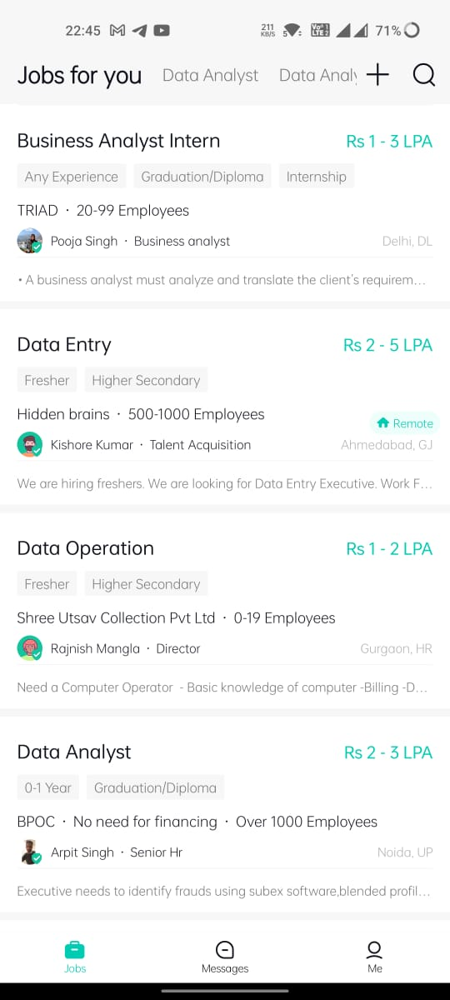 22:45 211 KB/S 5 Vo 1 LTE 2 71%
Jobs for you Data Analyst Data Analy
Business Analyst Intern Rs 1 - 3 LPA
Any Experience Graduation/Diploma Internship
TRIAD · 20-99 Employees
Pooja Singh · Business analyst Delhi, DL
• A business analyst must analyze and translate the client's requirem...
Data Entry Rs 2 - 5 LPA
Fresher Higher Secondary
Hidden brains · 500-1000 Employees
Remote
Kishore Kumar · Talent Acquisition Ahmedabad, GJ
We are hiring freshers. We are looking for Data Entry Executive. Work F...
Data Operation Rs 1 - 2 LPA
Fresher Higher Secondary
Shree Utsav Collection Pvt Ltd · 0-19 Employees
Rajnish Mangla · Director Gurgaon, HR
Need a Computer Operator - Basic knowledge of computer -Billing -D...
Data Analyst Rs 2 - 3 LPA
0-1 Year Graduation/Diploma
BPOC · No need for financing · Over 1000 Employees
Arpit Singh · Senior Hr Noida, UP
Executive needs to identify frauds using subex software,blended profil...
Jobs Messages Me